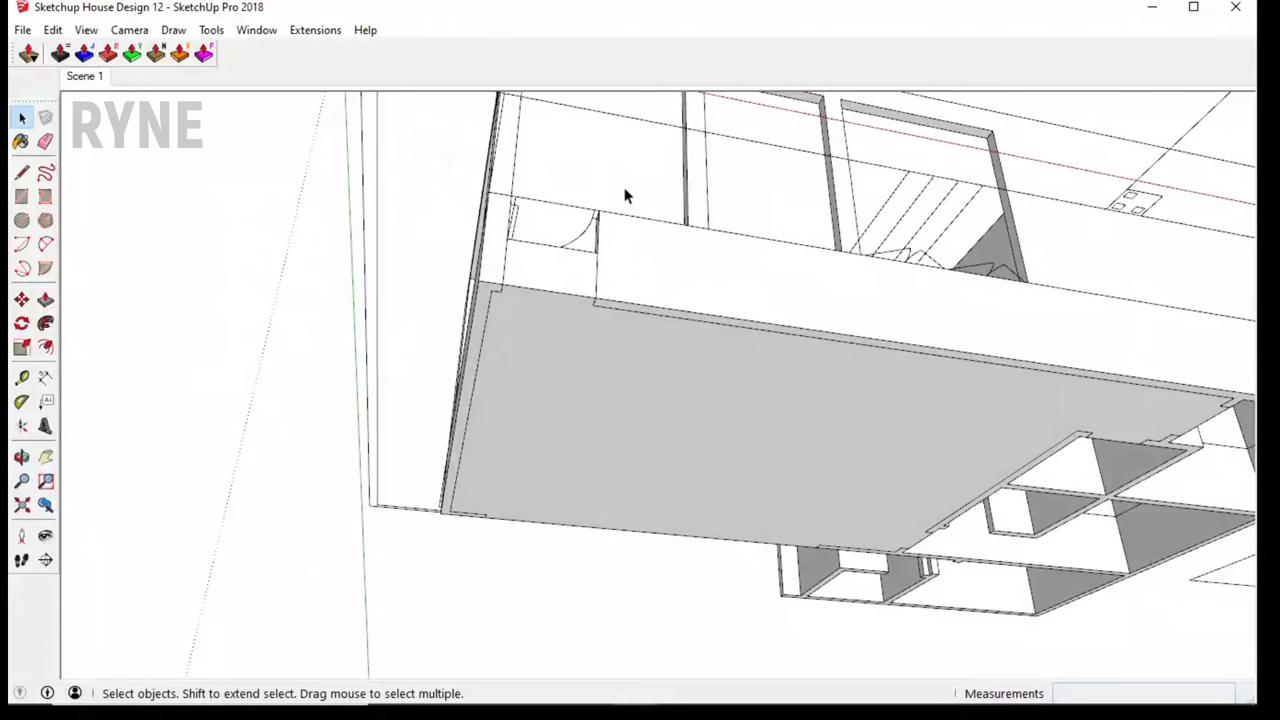 Sketchup House Design 12 - SketchUp Pro 2018
File Edit View Camera Draw Tools Window Extensions Help
Scene 1
RYNE
Select objects. Shift to extend select. Drag mouse to select multiple.
Measurements